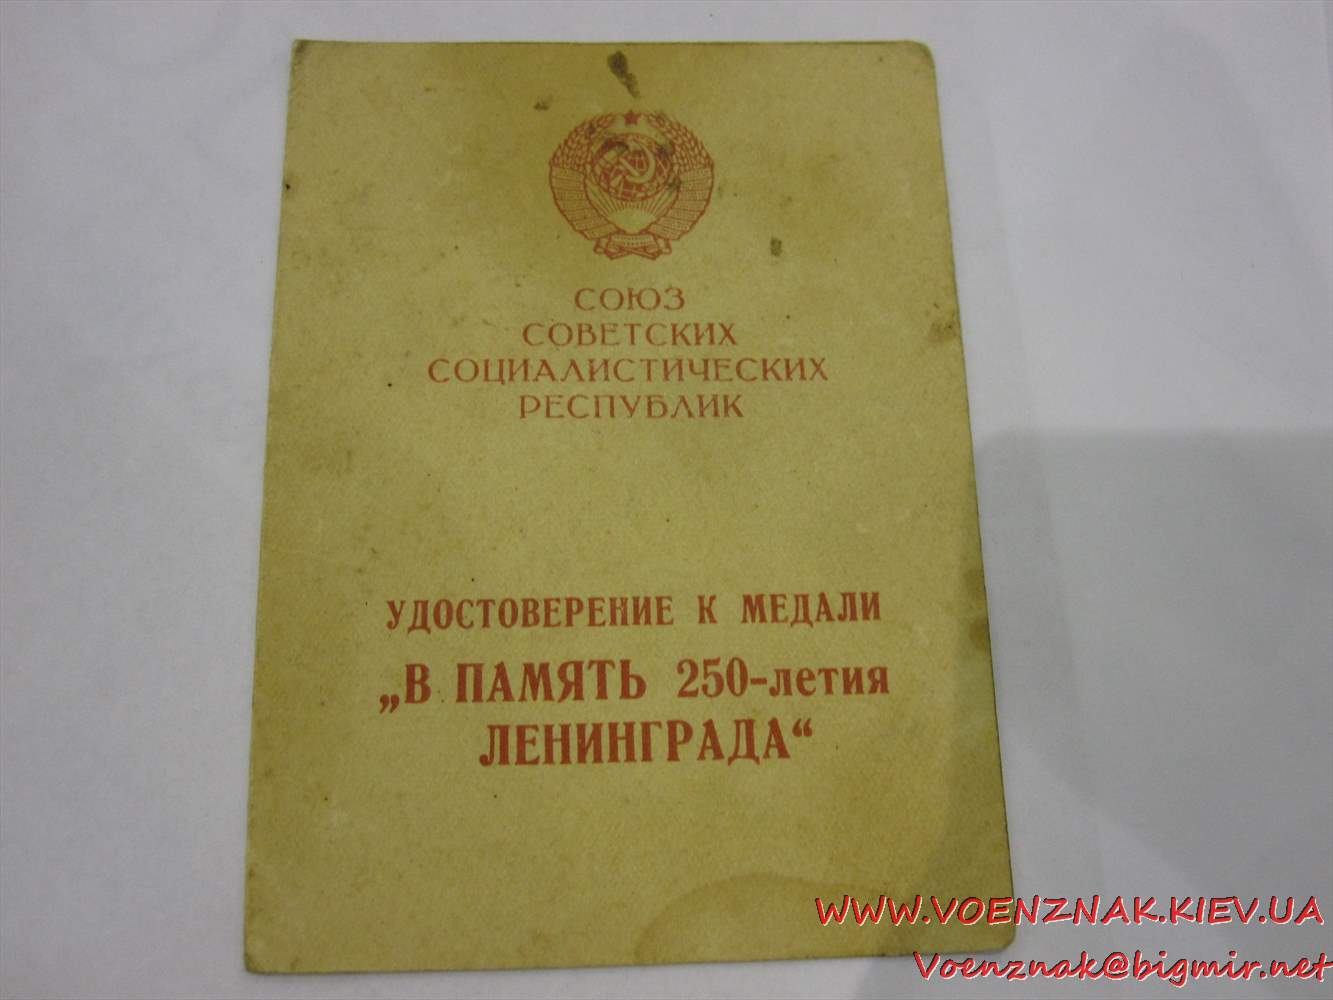 СОЮЗ
СОВЕТСКИХ
СОЦИАЛИСТИЧЕСКИХ
РЕСПУБЛИК
УДОСТОВЕРЕНИЕ К МЕДАЛИ
„В ПАМЯТЬ 250-летия
ЛЕНИНГРАДА“
WWW.VOENZNAK.KIEV.UA
Voenznak@bigmir.net